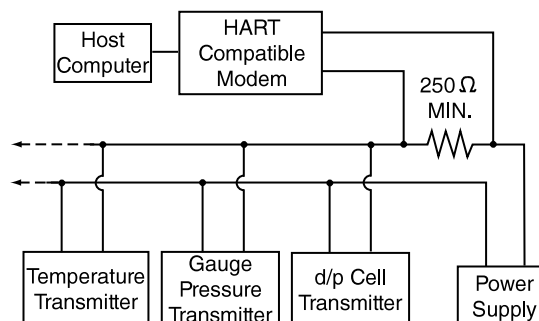 Host
Computer
HART
Compatible
Modem
250 Ω
MIN.
Temperature
Transmitter
Gauge
Pressure
Transmitter
d/p Cell
Transmitter
Power
Supply